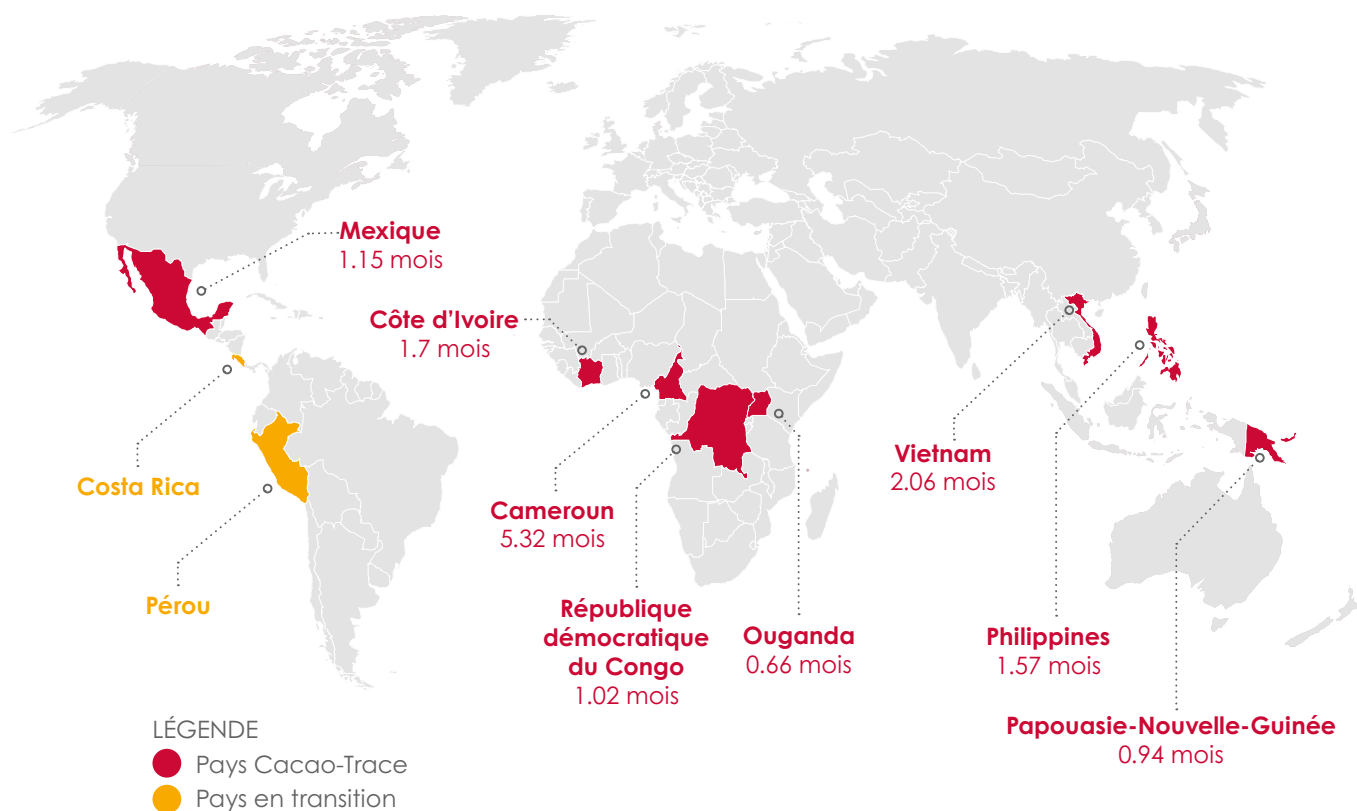 Mexique
1.15 mois
Côte d'Ivoire
1.7 mois
Costa Rica
Pérou
Cameroun
5.32 mois
République
démocratique
du Congo
1.02 mois
Ouganda
0.66 mois
Vietnam
2.06 mois
Philippines
1.57 mois
Papouasie-Nouvelle-Guinée
0.94 mois
LÉGENDE
Pays Cacao-Trace
Pays en transition